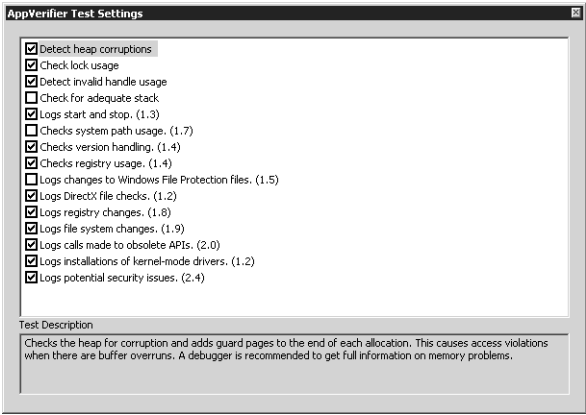 AppVerifier Test Settings
Detect heap corruptions
Check lock usage
Detect invalid handle usage
Check for adequate stack
Logs start and stop. (1.3)
Checks system path usage. (1.7)
Checks version handling. (1.4)
Checks registry usage. (1.4)
Logs changes to Windows File Protection files. (1.5)
Logs DirectX file checks. (1.2)
Logs registry changes. (1.8)
Logs file system changes. (1.9)
Logs calls made to obsolete APIs. (2.0)
Logs installations of kernel-mode drivers. (1.2)
Logs potential security issues. (2.4)
Test Description
Checks the heap for corruption and adds guard pages to the end of each allocation. This causes access violations
when there are buffer overruns. A debugger is recommended to get full information on memory problems.